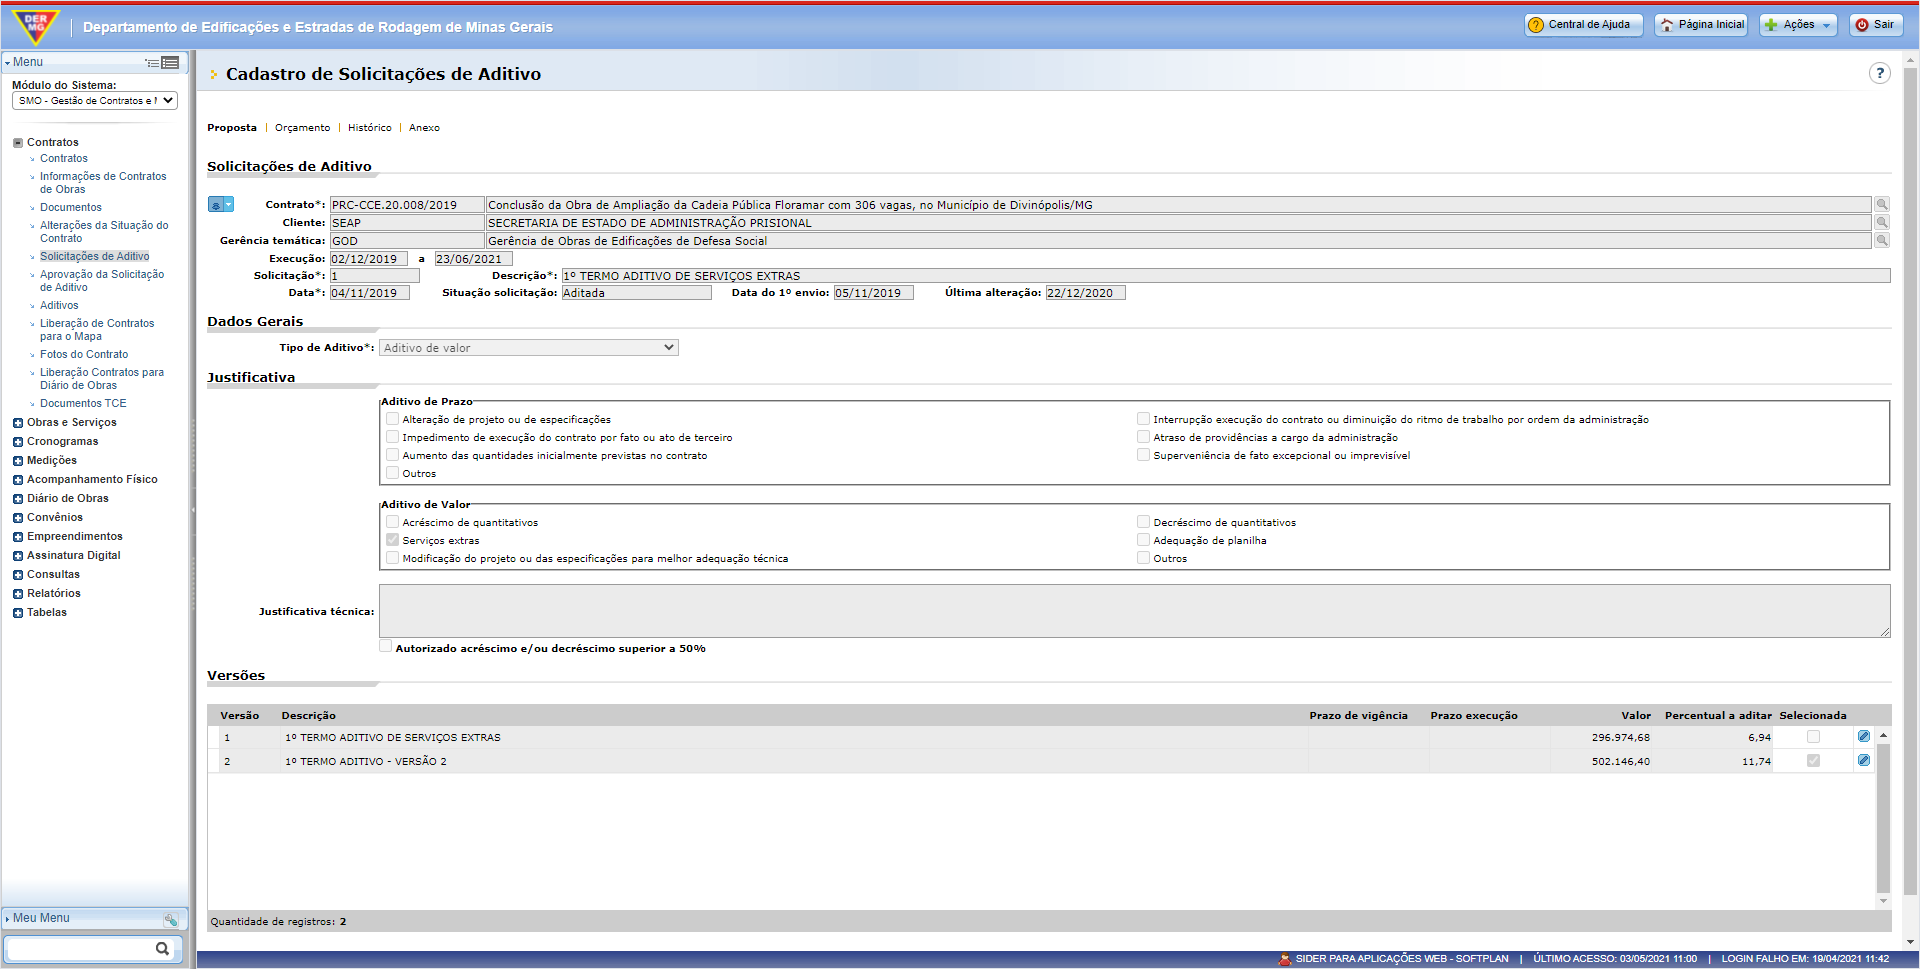 DER MG
Departamento de Edificações e Estradas de Rodagem de Minas Gerais
Central de Ajuda
Página Inicial
Ações
Sair
Menu
Módulo do Sistema:
SMO - Gestão de Contratos e
Contratos
Contratos
Informações de Contratos
de Obras
Documentos
Alterações da Situação do
Contrato
Solicitações de Aditivo
Aprovação da Solicitação
de Aditivo
Aditivos
Liberação de Contratos
para o Mapa
Fotos do Contrato
Liberação Contratos para
Diário de Obras
Documentos TCE
Obras e Serviços
Cronogramas
Medições
Acompanhamento Físico
Diário de Obras
Convênios
Empreendimentos
Assinatura Digital
Consultas
Relatórios
Tabelas
Meu Menu
Cadastro de Solicitações de Aditivo
?
Proposta | Orçamento | Histórico | Anexo
Solicitações de Aditivo
Contrato*: PRC-CCE.20.008/2019 Conclusão da Obra de Ampliação da Cadeia Pública Floramar com 306 vagas, no Município de Divinópolis/MG
Cliente: SEAP SECRETARIA DE ESTADO DE ADMINISTRAÇÃO PRISIONAL
Gerência temática: GOD Gerência de Obras de Edificações de Defesa Social
Execução: 02/12/2019 a 23/06/2021
Solicitação*: 1 Descrição*: 1º TERMO ADITIVO DE SERVIÇOS EXTRAS
Data*: 04/11/2019 Situação solicitação: Aditada Data do 1º envio: 05/11/2019 Última alteração: 22/12/2020
Dados Gerais
Tipo de Aditivo*: Aditivo de valor
Justificativa
Aditivo de Prazo
Alteração de projeto ou de especificações Interrupção execução do contrato ou diminuição do ritmo de trabalho por ordem da administração
Impedimento de execução do contrato por fato ou ato de terceiro Atraso de providências a cargo da administração
Aumento das quantidades inicialmente previstas no contrato Superveniência de fato excepcional ou imprevisível
Outros
Aditivo de Valor
Acréscimo de quantitativos Decréscimo de quantitativos
Serviços extras Adequação de planilha
Modificação do projeto ou das especificações para melhor adequação técnica Outros
Justificativa técnica:
Autorizado acréscimo e/ou decréscimo superior a 50%
Versões
Versão Descrição Prazo de vigência Prazo execução Valor Percentual a aditar Selecionada
1 1º TERMO ADITIVO DE SERVIÇOS EXTRAS 296.974,68 6,94
2 1º TERMO ADITIVO - VERSÃO 2 502.146,40 11,74
Quantidade de registros: 2
SIDER PARA APLICAÇÕES WEB - SOFTPLAN | ÚLTIMO ACESSO: 03/05/2021 11:00 | LOGIN FALHO EM: 19/04/2021 11:42